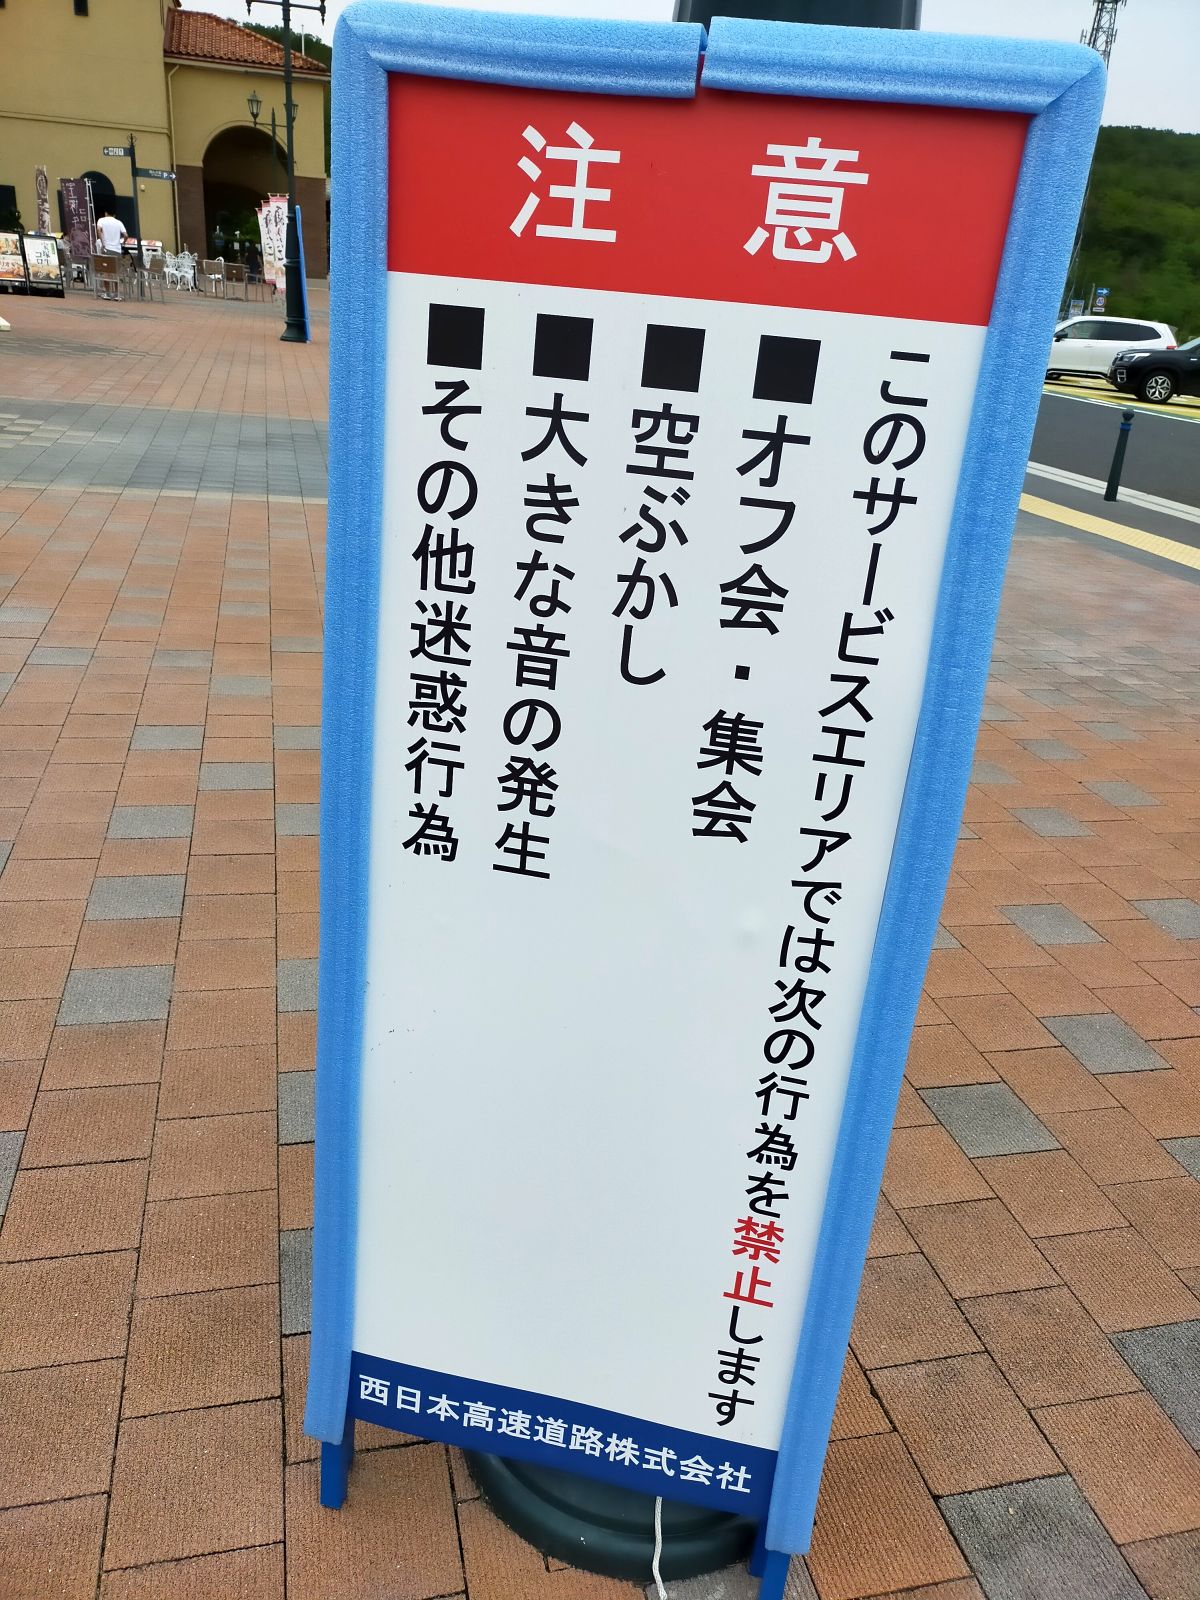 注意
このサービスエリアでは次の行為を禁止します
■オフ会・集会
■空ぶかし
■大きな音の発生
■その他迷惑行為
西日本高速道路株式会社